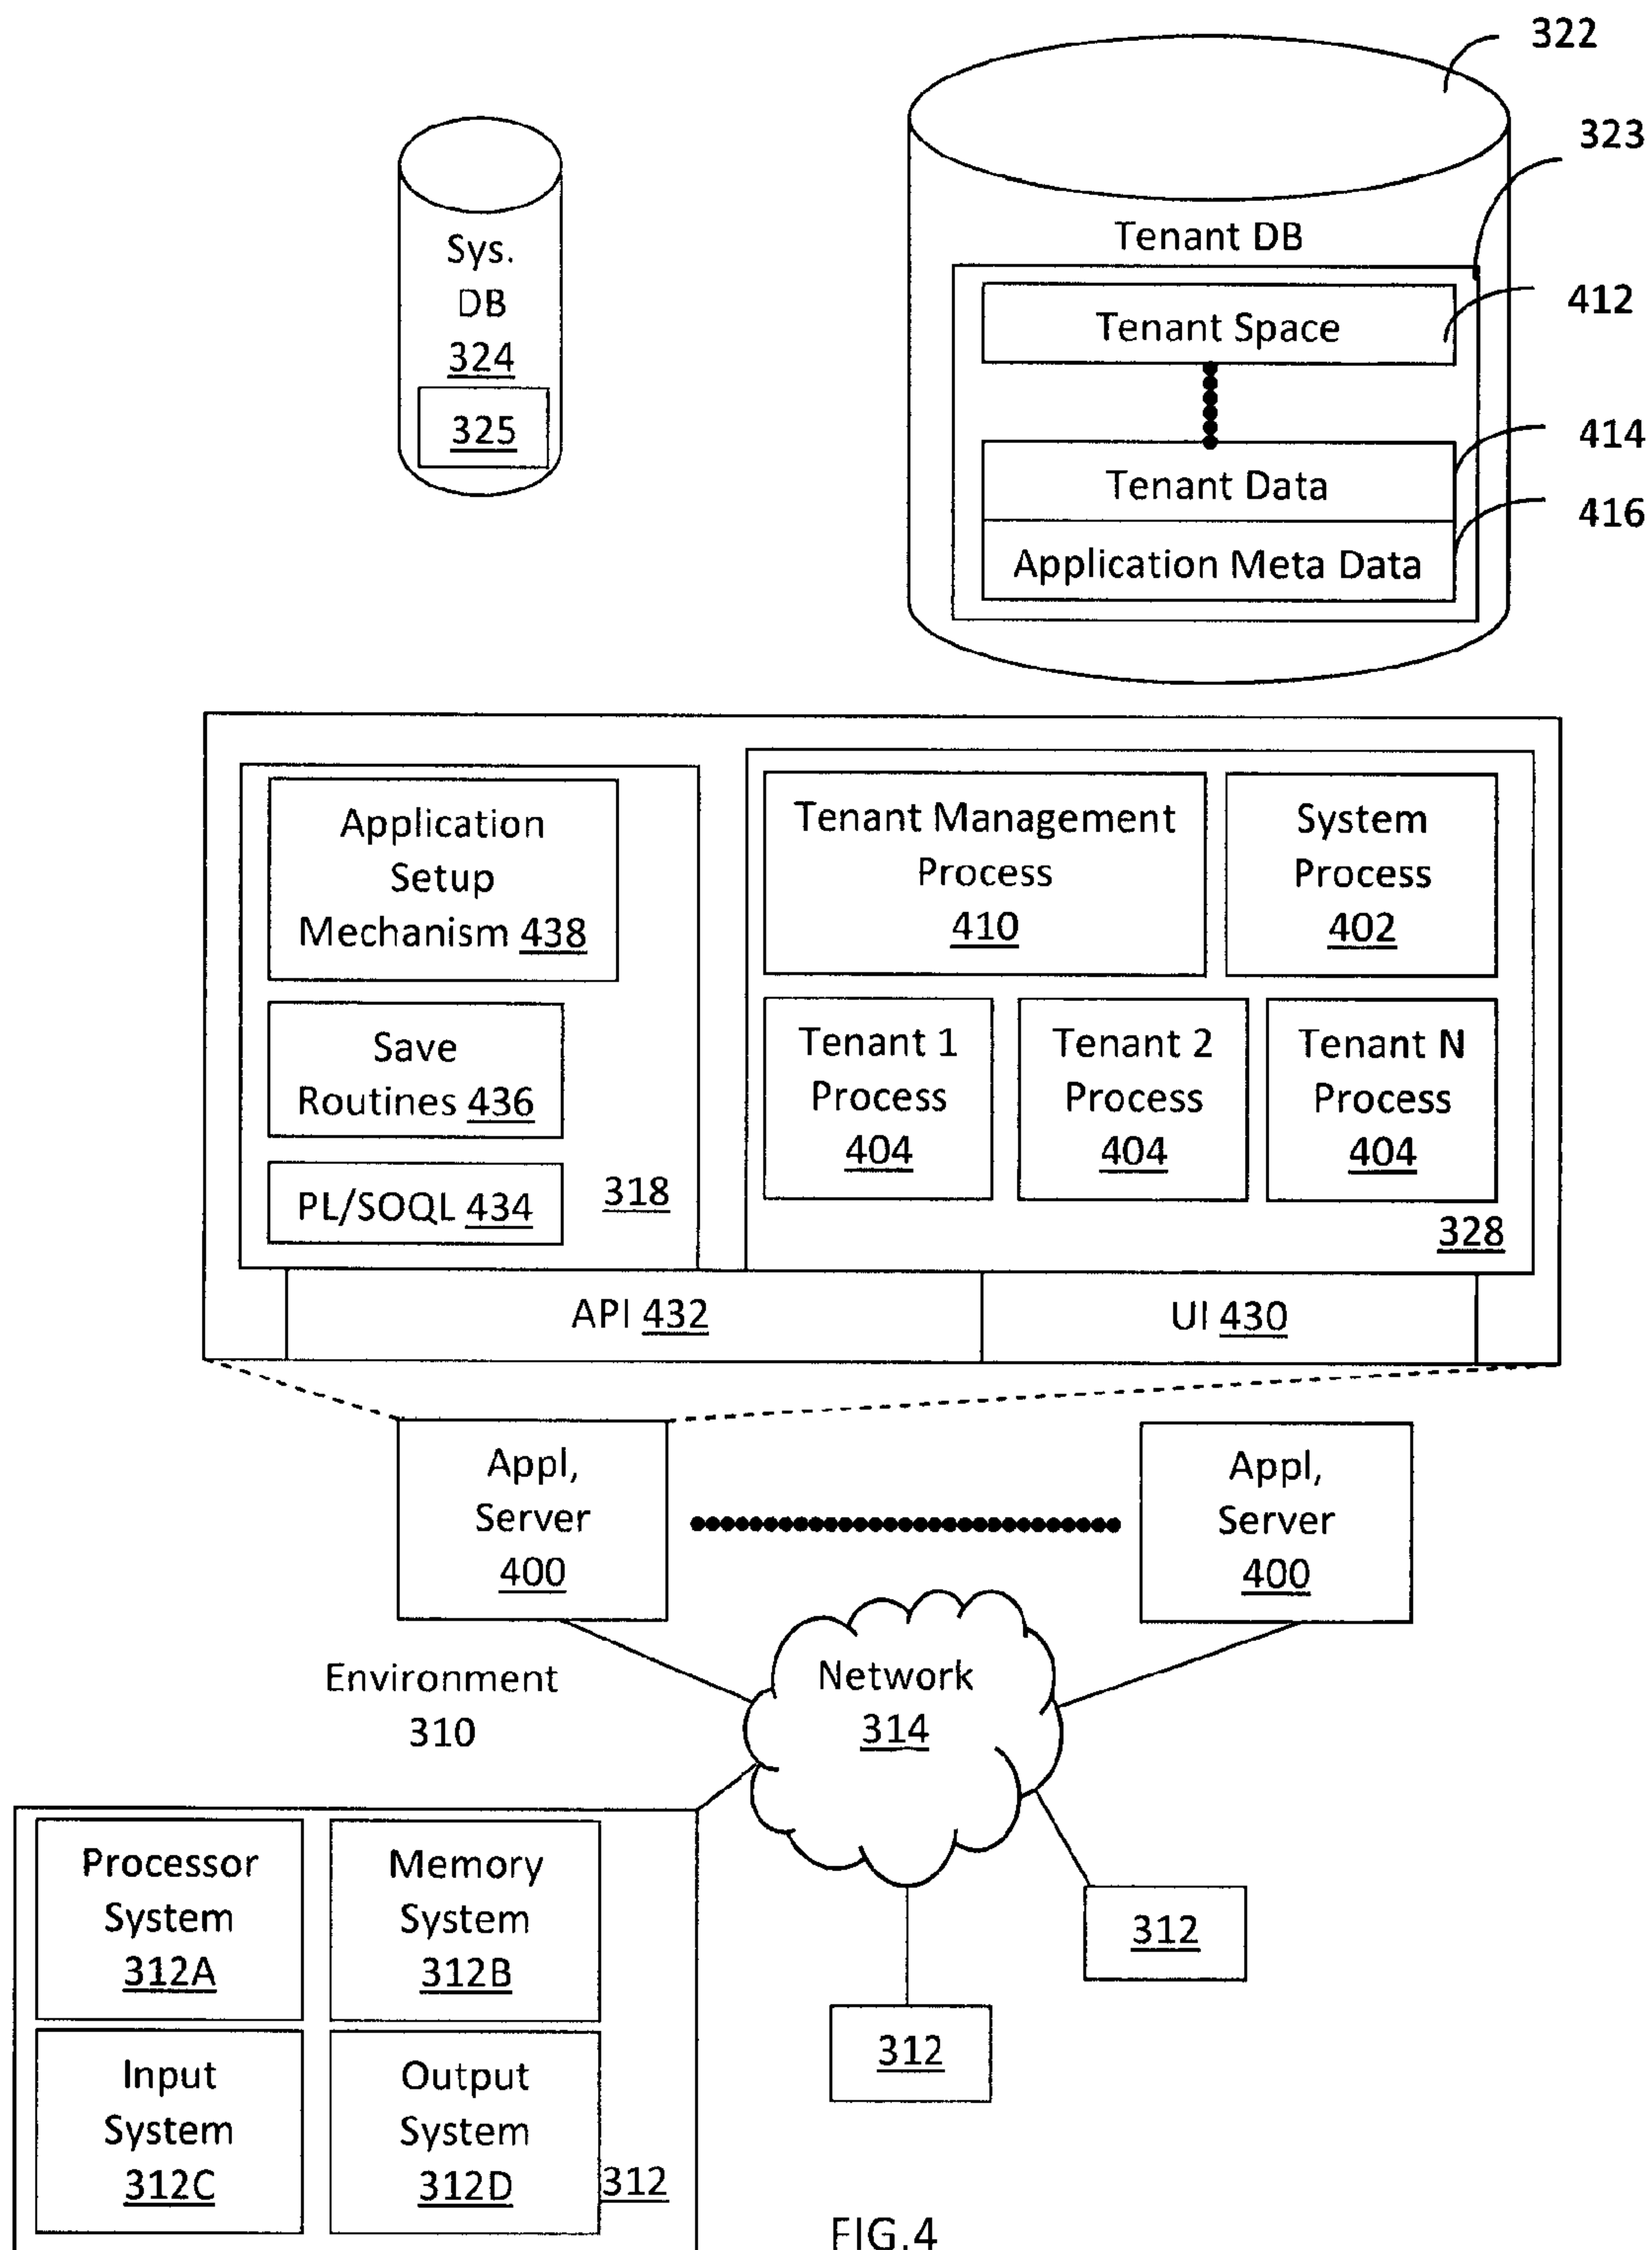 322
323
Tenant DB
Sys.
DB
324
325
412
Tenant Space
414
Tenant Data
416
Application Meta Data
Application
Setup
Mechanism 438
Tenant Management
Process
410
System
Process
402
Save
Routines 436
Tenant 1
Process
404
Tenant 2
Process
404
Tenant N
Process
404
PL/SOQL 434
318
328
API 432
UI 430
Appl,
Server
400
Appl,
Server
400
Environment
310
Network
314
Processor
System
312A
Memory
System
312B
312
312
Input
System
312C
Output
System
312D
312
FIG.4